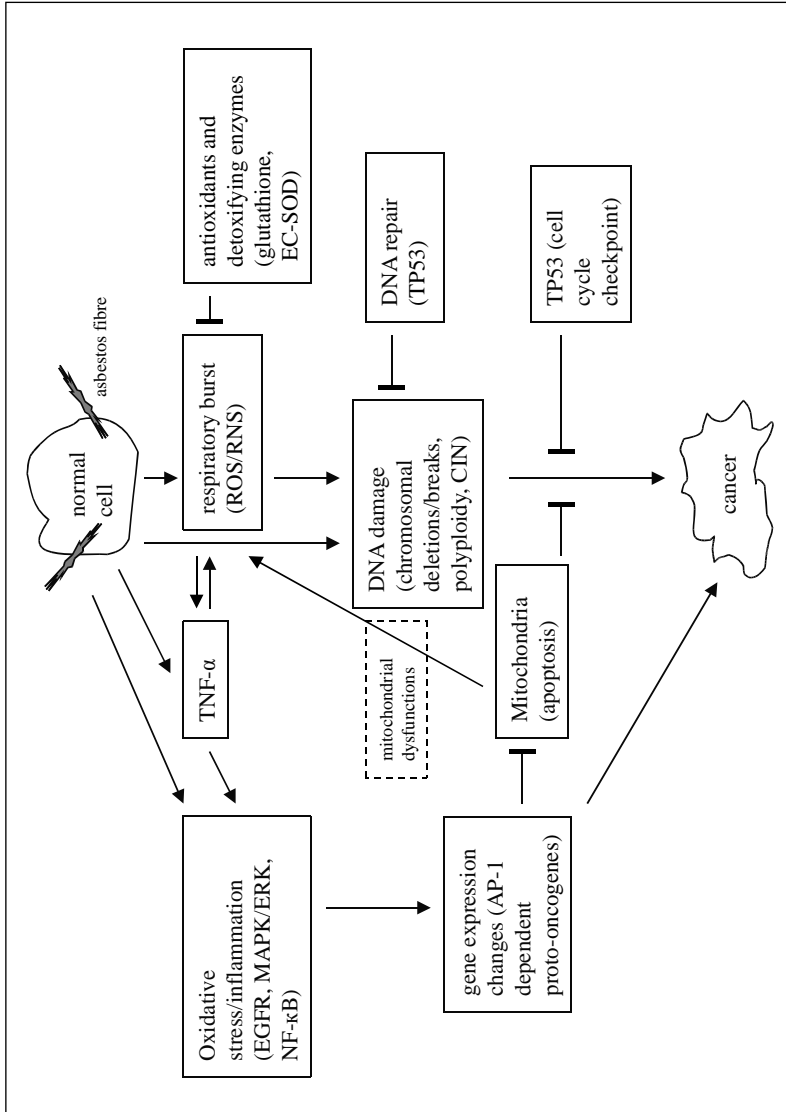 asbestos fibre
normal
cell
antioxidants and
detoxifying enzymes
(glutathione,
EC-SOD)
respiratory burst
(ROS/RNS)
TNF-α
Oxidative
stress/inflammation
(EGFR, MAPK/ERK,
NF-κB)
DNA repair
(TP53)
DNA damage
(chromosomal
deletions/breaks,
polyploidy, CIN)
mitochondrial
dysfunctions
TP53 (cell
cycle
checkpoint)
Mitochondria
(apoptosis)
gene expression
changes (AP-1
dependent
proto-oncogenes)
cancer